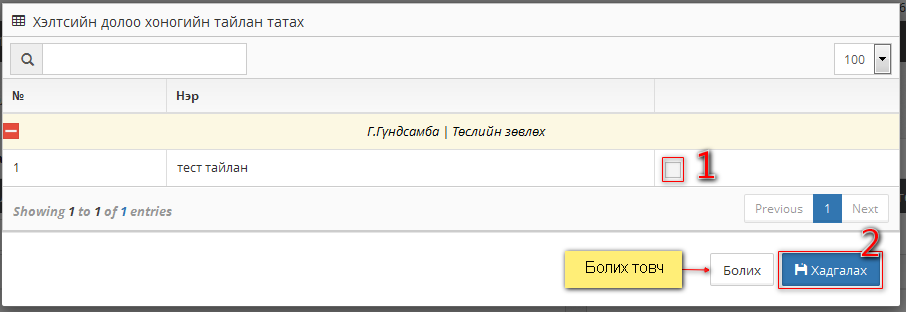 Хэлтсийн долоо хоногийн тайлан татах
100
№ Нэр
Г.Гүндсамба | Төслийн зөвлөх
1 тест тайлан 1
Showing 1 to 1 of 1 entries
Previous 1 Next
2
Болих товч Болих Хадгалах